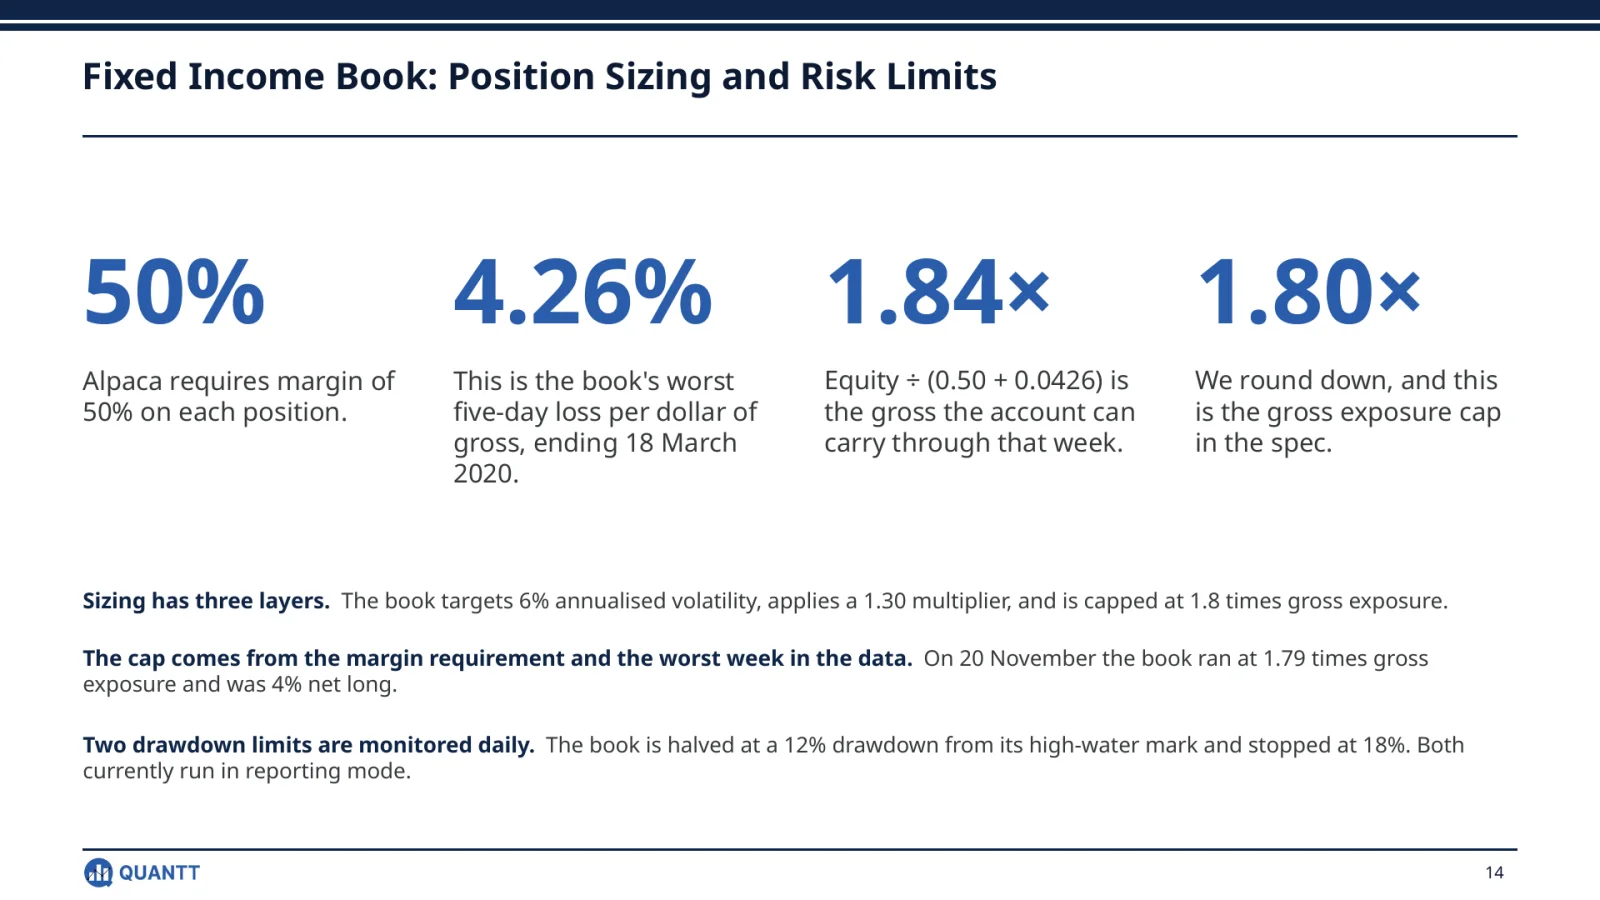 Fixed Income Book: Position Sizing and Risk Limits
50%
Alpaca requires margin of
50% on each position.
4.26%
This is the book's worst
five-day loss per dollar of
gross, ending 18 March
2020.
1.84×
Equity ÷ (0.50 + 0.0426) is
the gross the account can
carry through that week.
1.80×
We round down, and this
is the gross exposure cap
in the spec.
Sizing has three layers. The book targets 6% annualised volatility, applies a 1.30 multiplier, and is capped at 1.8 times gross exposure.
The cap comes from the margin requirement and the worst week in the data. On 20 November the book ran at 1.79 times gross
exposure and was 4% net long.
Two drawdown limits are monitored daily. The book is halved at a 12% drawdown from its high-water mark and stopped at 18%. Both
currently run in reporting mode.
QUANTT
14